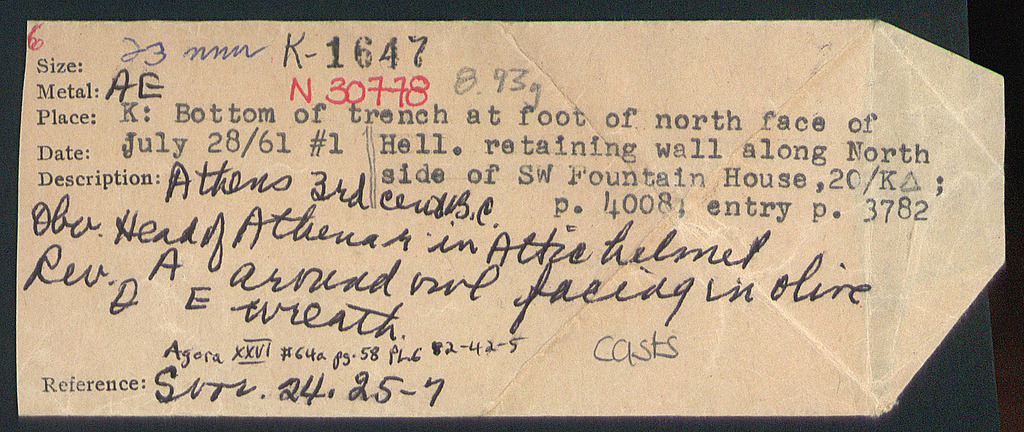 6
Size: 23 mm K-1647
Metal: AE N 30778 8.93g
Place: K: Bottom of trench at foot of north face of
Date: July 28/61 #1 Hell. retaining wall along North
Description: Athens 3rd cent B.C. side of SW Fountain House, 20/KΔ;
p. 4008; entry p. 3782
Obv. Head of Athena r in Attic helmet
Rev. A around owl facing in olive
Θ E wreath.
Agora XXVI #64a pg. 58 Pl.6 82-42-5
casts
Reference: Svor. 24. 25-7